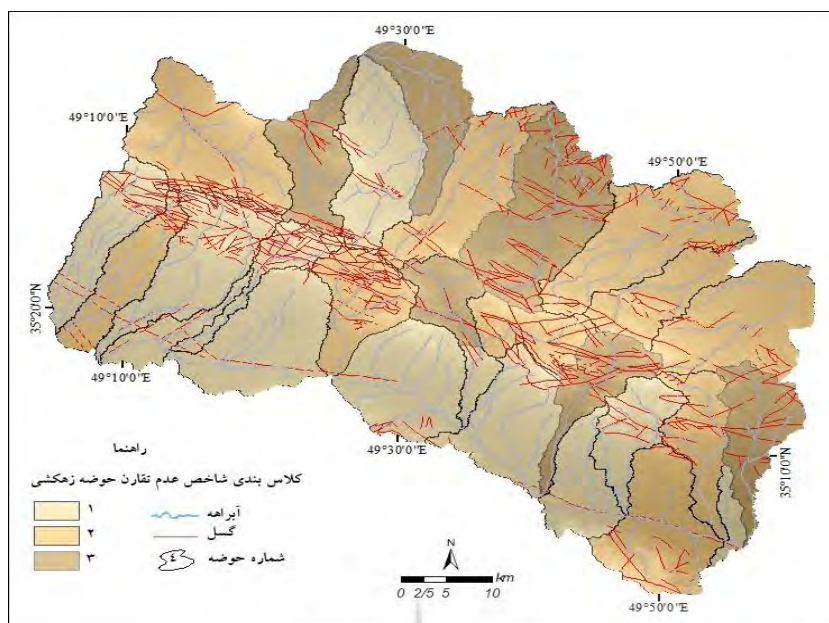 49°30'0"E
49°10'0"E
49°50'0"E
35°20'0"N
49°10'0"E
49°30'0"E
35°10'0"N
49°50'0"E
راهنما
کلاس بندی شاخص عدم تقارن حوضه زهکشی
۱
۲
۳
آبراهه
گسل
شماره حوضه
٤
N
km
0 2/5 5 10